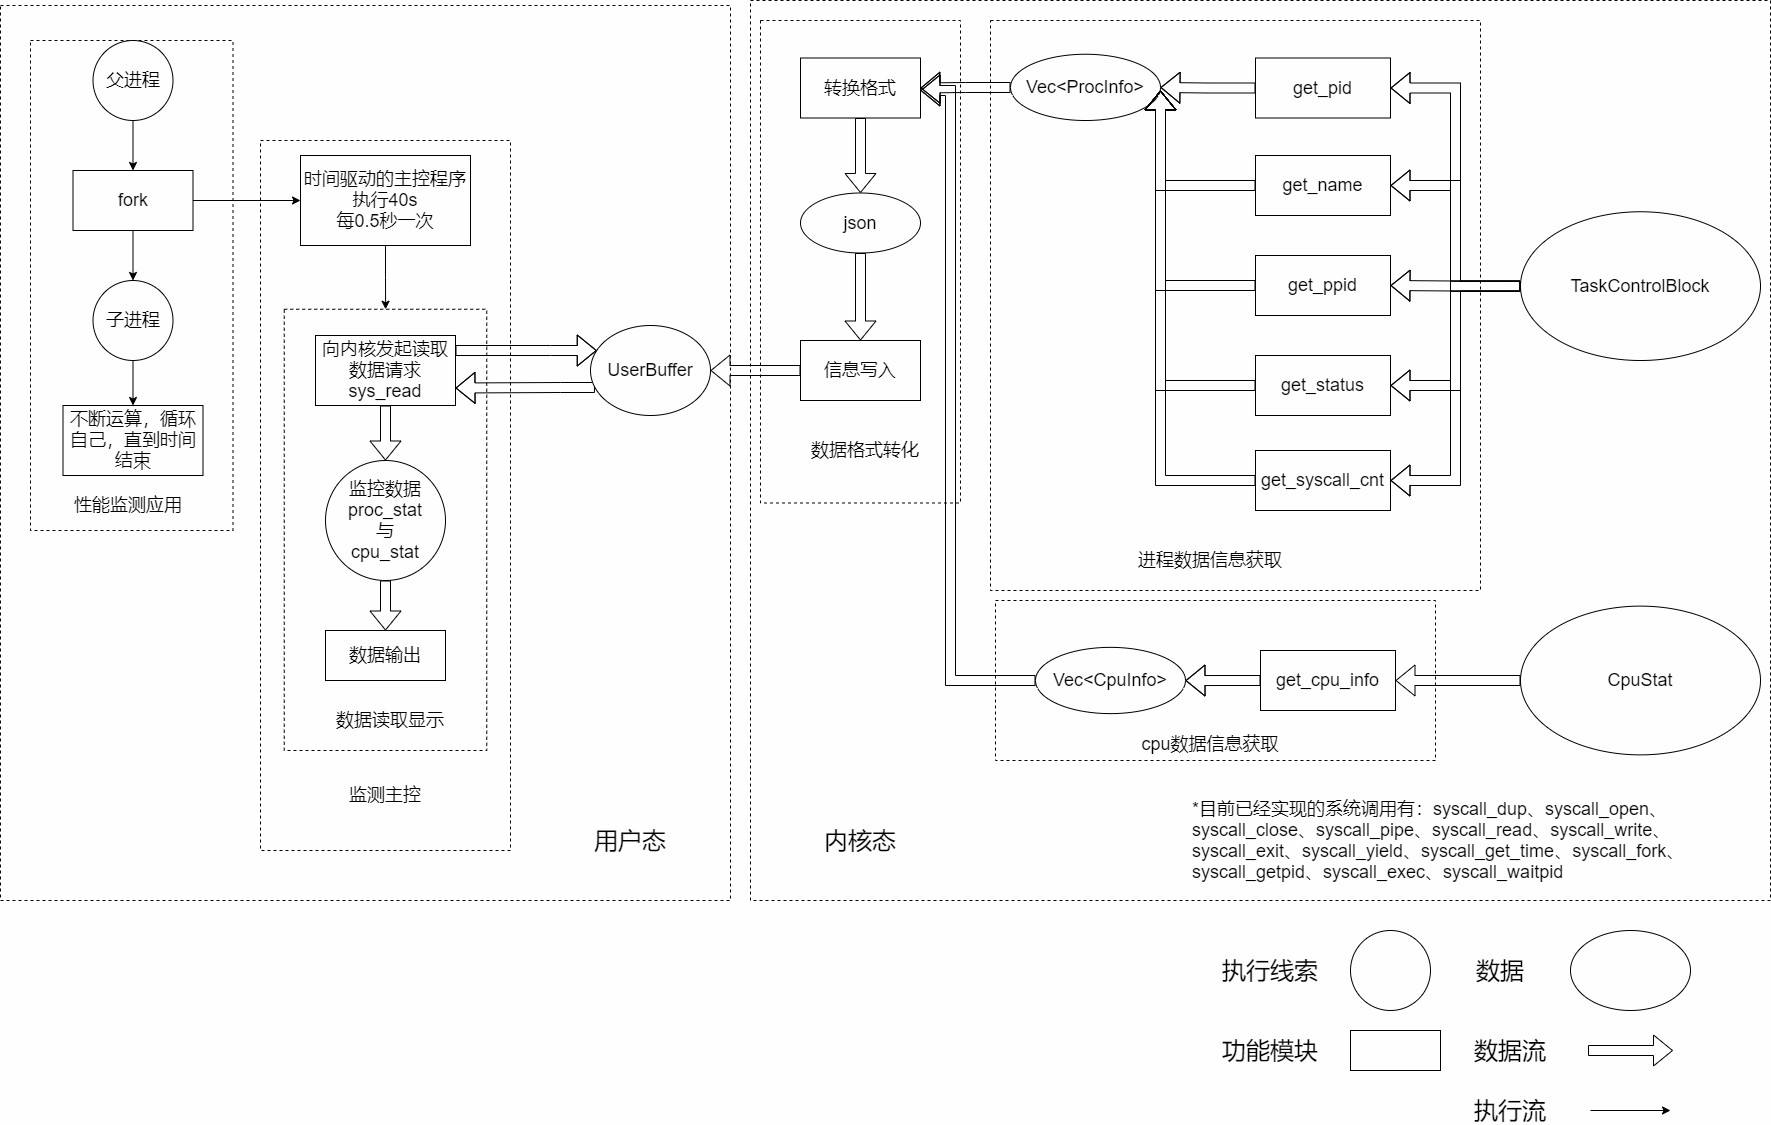 父进程
fork
子进程
不断运算，循环
自己，直到时间
结束
性能监测应用
时间驱动的主控程序
执行40s
每0.5秒一次
向内核发起读取
数据请求
sys_read
监控数据
proc_stat
与
cpu_stat
数据输出
数据读取显示
监测主控
UserBuffer
用户态
转换格式
json
信息写入
数据格式转化
Vec<ProcInfo>
get_pid
get_name
get_ppid
get_status
get_syscall_cnt
进程数据信息获取
TaskControlBlock
Vec<CpuInfo>
get_cpu_info
cpu数据信息获取
CpuStat
内核态
*目前已经实现的系统调用有：syscall_dup、syscall_open、
syscall_close、syscall_pipe、syscall_read、syscall_write、
syscall_exit、syscall_yield、syscall_get_time、syscall_fork、
syscall_getpid、syscall_exec、syscall_waitpid
执行线索
数据
功能模块
数据流
执行流